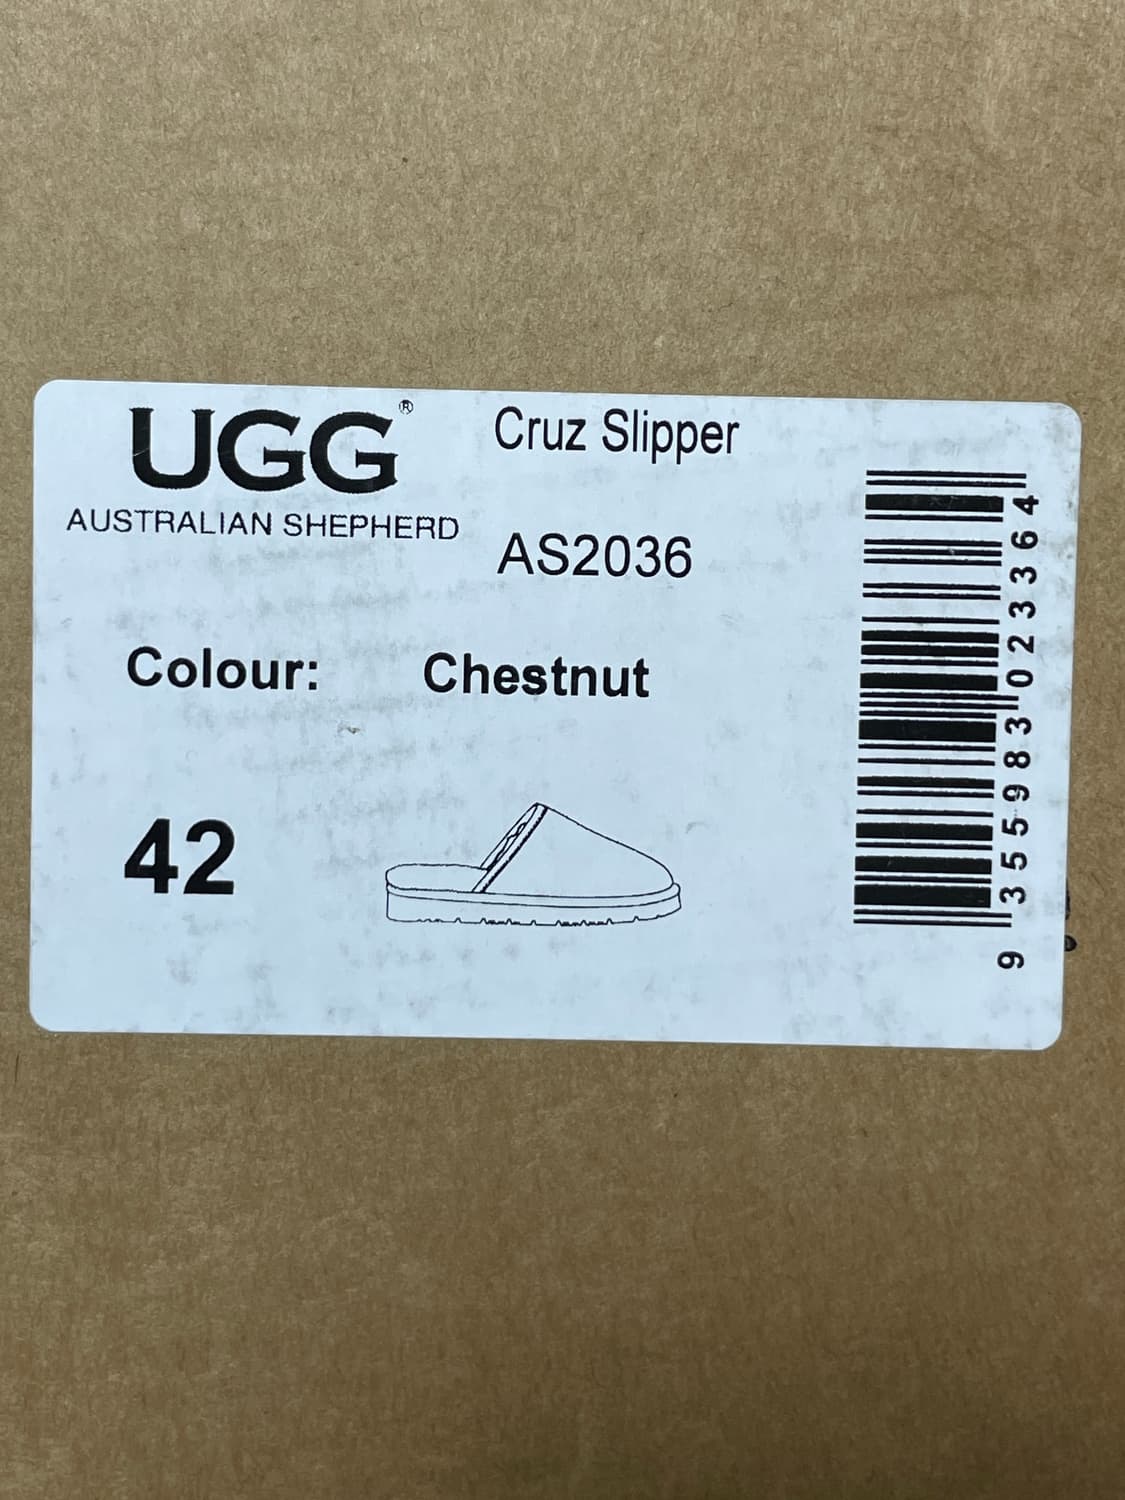 UGG®
AUSTRALIAN SHEPHERD
Cruz Slipper
AS2036
Colour: Chestnut
42
9 355983 023364